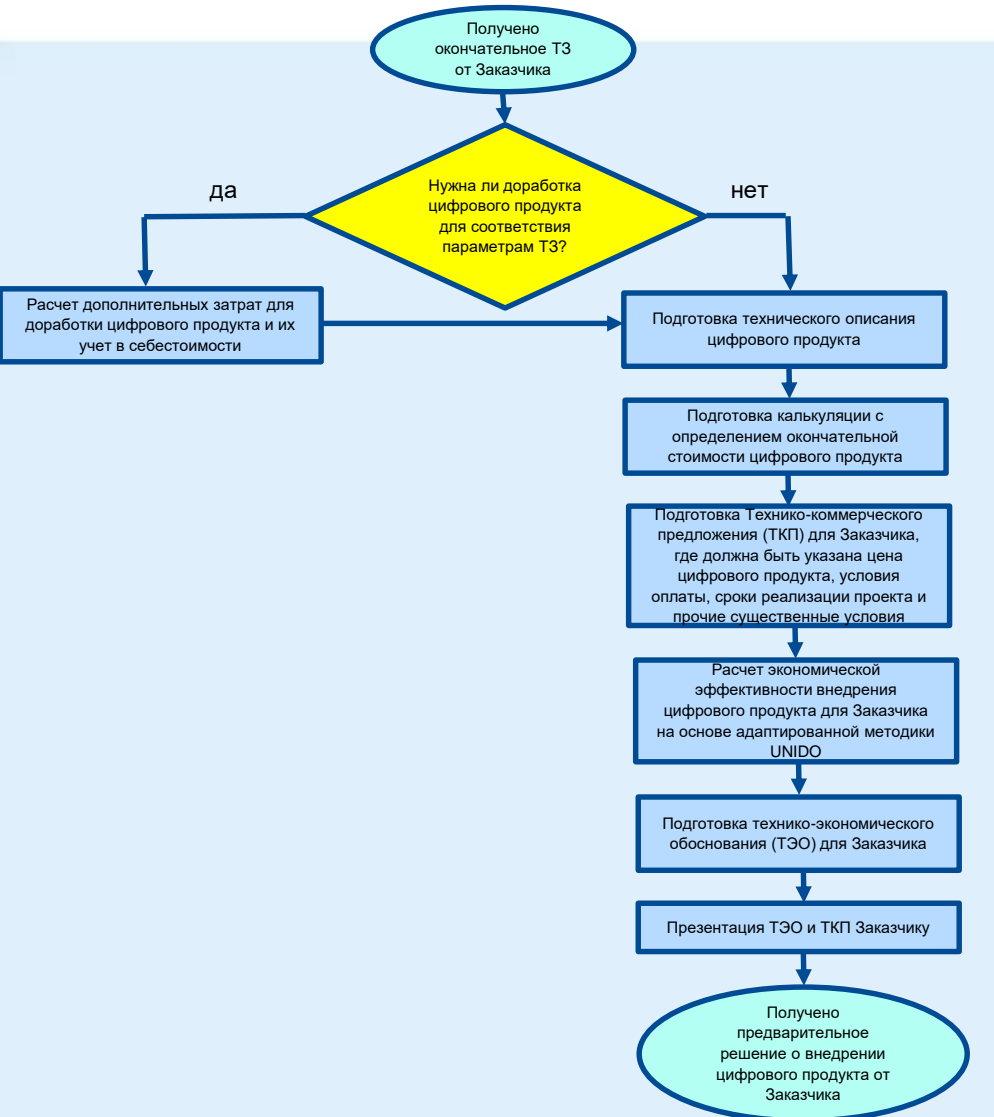 Получено
окончательное ТЗ
от Заказчика
Нужна ли доработка
цифрового продукта
для соответствия
параметрам ТЗ?
да
нет
Расчет дополнительных затрат для
доработки цифрового продукта и их
учет в себестоимости
Подготовка технического описания
цифрового продукта
Подготовка калькуляции с
определением окончательной
стоимости цифрового продукта
Подготовка Технико-коммерческого
предложения (ТКП) для Заказчика,
где должна быть указана цена
цифрового продукта, условия
оплаты, сроки реализации проекта и
прочие существенные условия
Расчет экономической
эффективности внедрения
цифрового продукта для Заказчика
на основе адаптированной методики
UNIDO
Подготовка технико-экономического
обоснования (ТЭО) для Заказчика
Презентация ТЭО и ТКП Заказчику
Получено
предварительное
решение о внедрении
цифрового продукта от
Заказчика